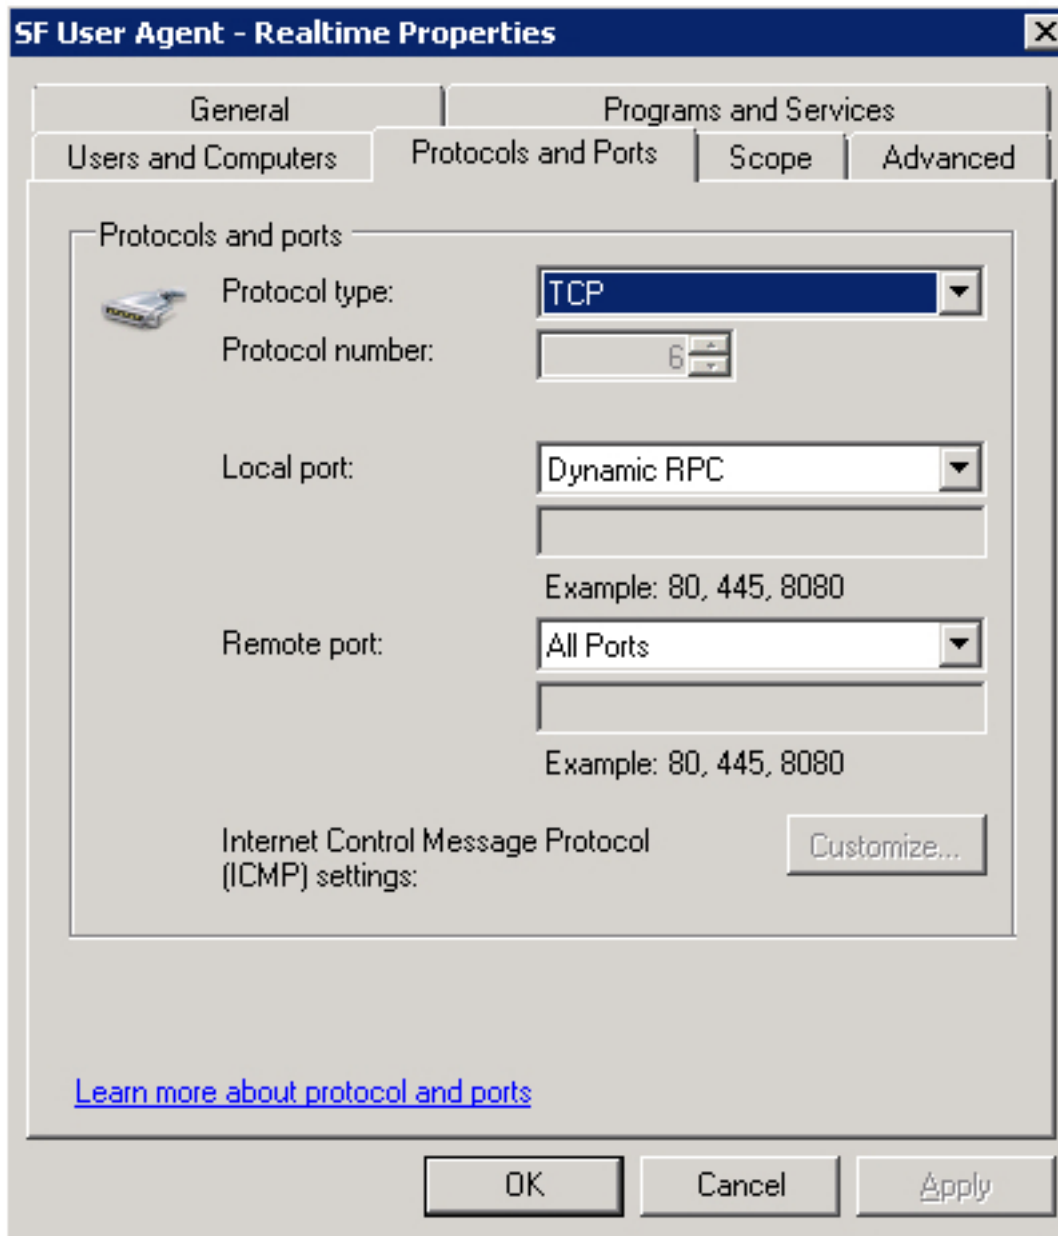 SF User Agent - Realtime Properties
General
Programs and Services
Users and Computers
Protocols and Ports
Scope
Advanced
Protocols and ports
Protocol type:
TCP
Protocol number:
6
Local port:
Dynamic RPC
Example: 80, 445, 8080
Remote port:
All Ports
Example: 80, 445, 8080
Internet Control Message Protocol
(ICMP) settings:
Customize...
Learn more about protocol and ports
OK
Cancel
Apply